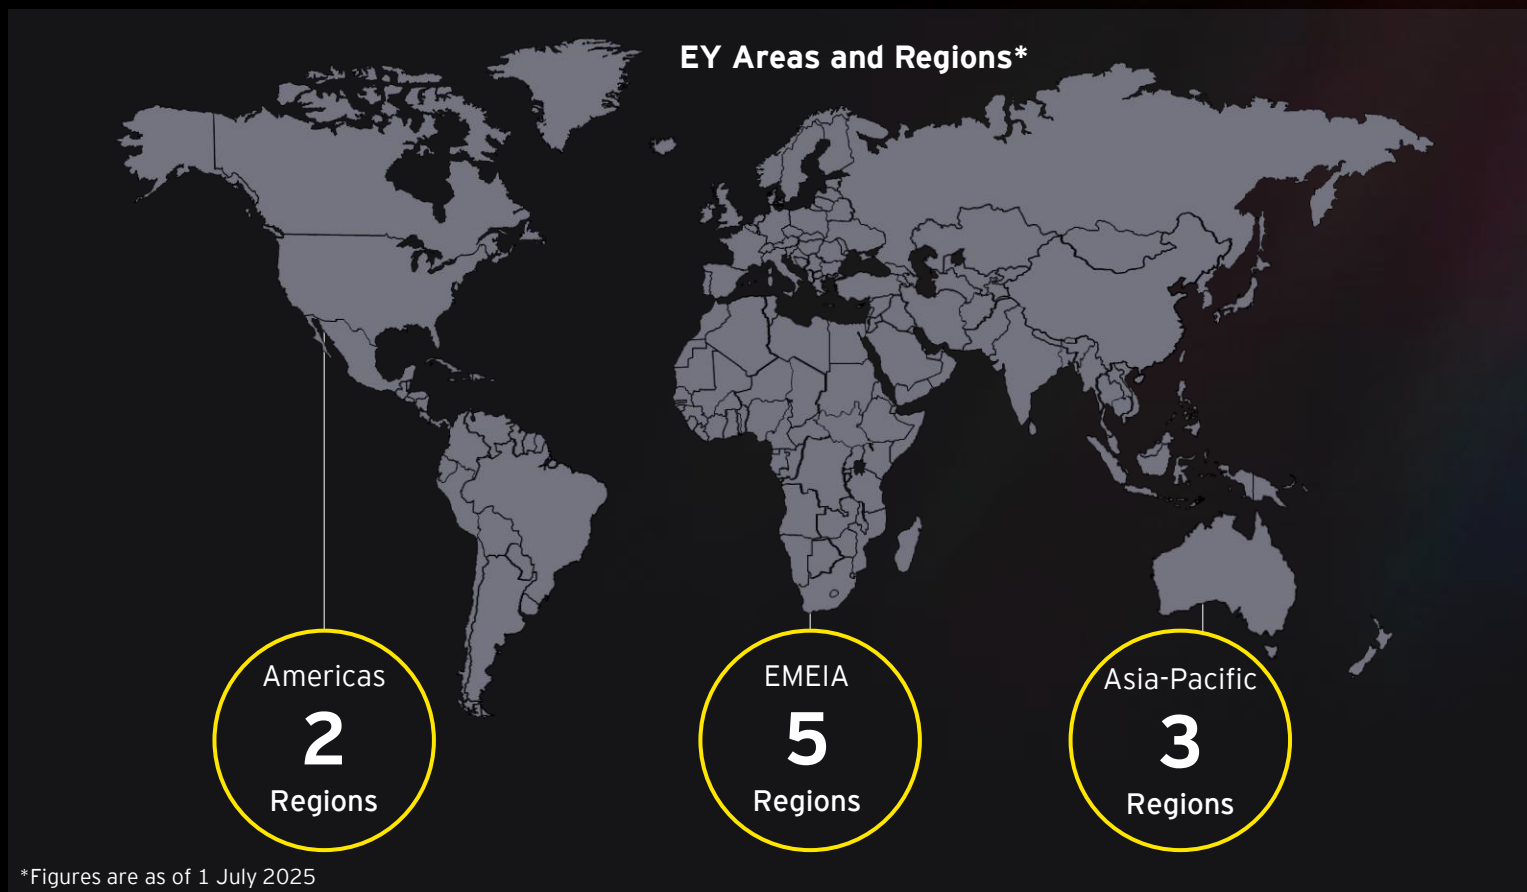 EY Areas and Regions*
Americas
2
Regions
EMEIA
5
Regions
Asia-Pacific
3
Regions
*Figures are as of 1 July 2025